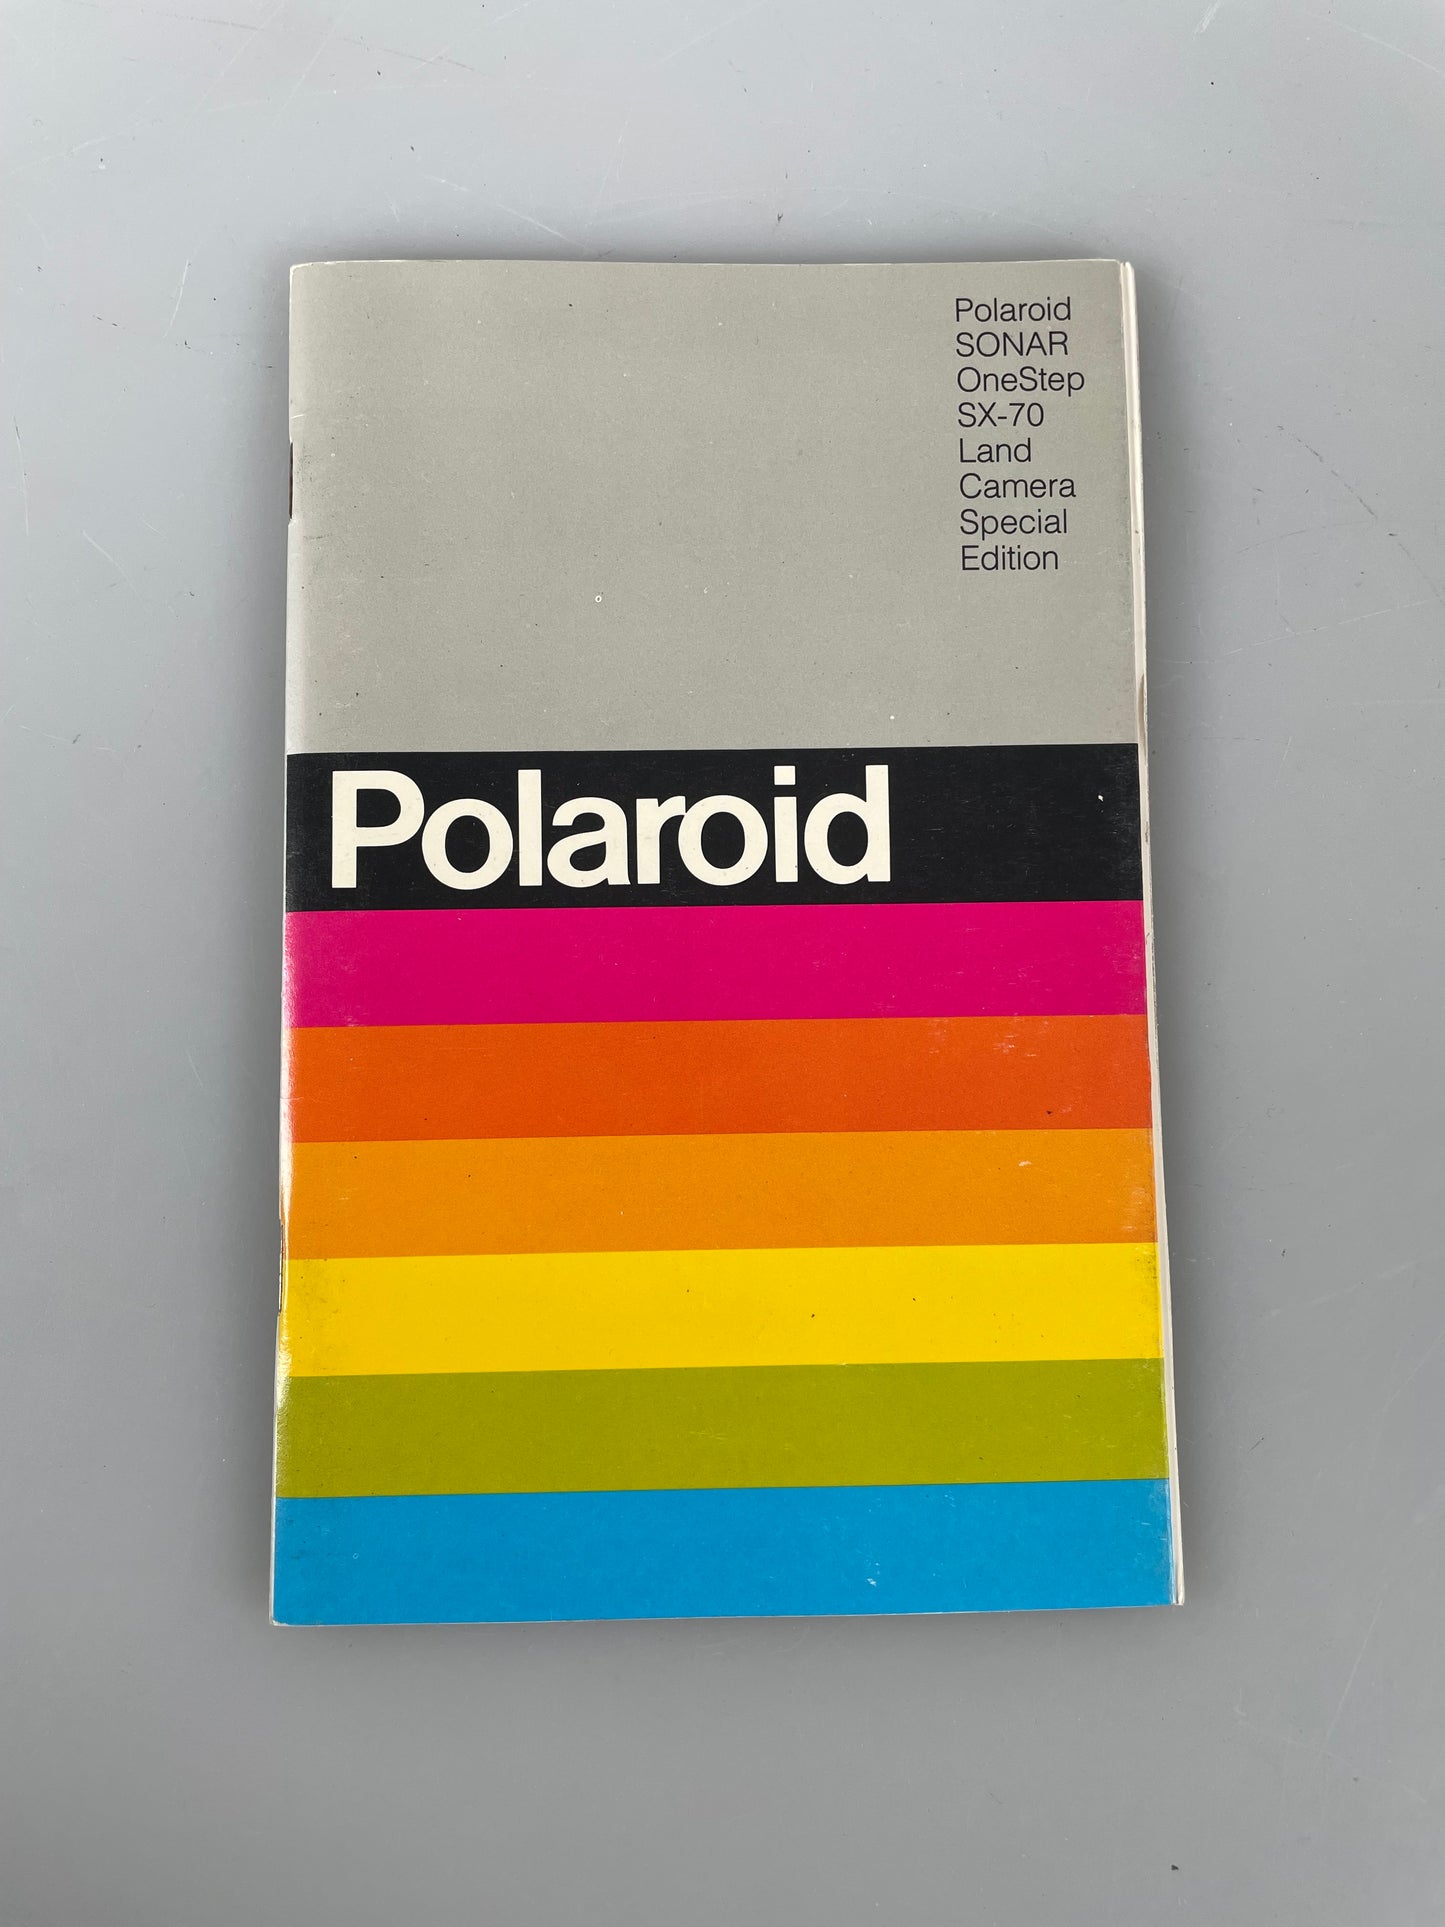 Polaroid
SONAR
OneStep
SX-70
Land
Camera
Special
Edition
Polaroid